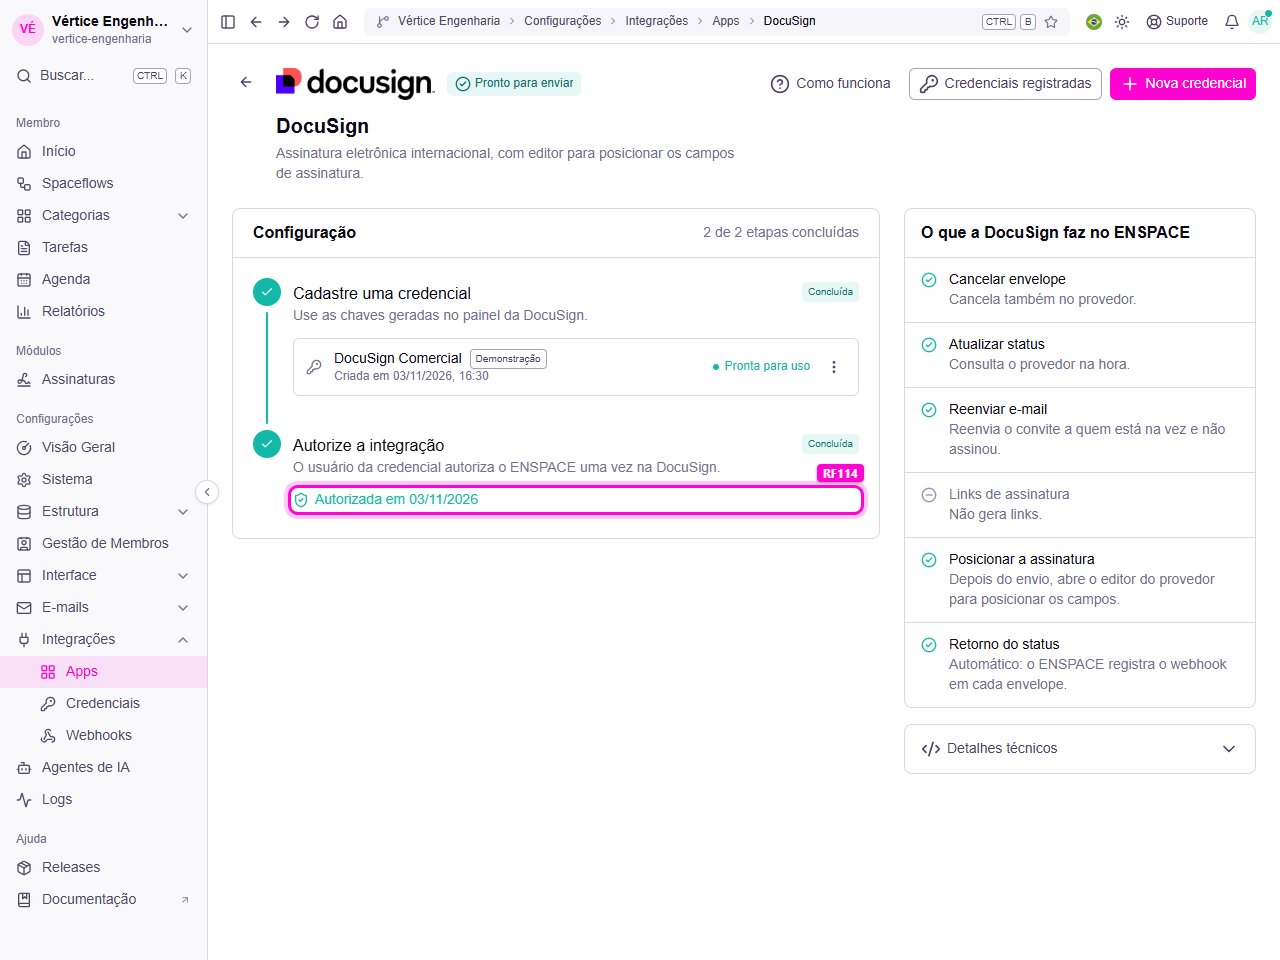 VÉ
Vértice Engenh...
vertice-engenharia
Buscar...
CTRL K
Membro
Início
Spaceflows
Categorias
Tarefas
Agenda
Relatórios
Módulos
Assinaturas
Configurações
Visão Geral
Sistema
Estrutura
Gestão de Membros
Interface
E-mails
Integrações
Apps
Credenciais
Webhooks
Agentes de IA
Logs
Ajuda
Releases
Documentação
Vértice Engenharia > Configurações > Integrações > Apps > DocuSign
CTRL B
Suporte
AR
docusign
Pronto para enviar
Como funciona
Credenciais registradas
Nova credencial
DocuSign
Assinatura eletrônica internacional, com editor para posicionar os campos
de assinatura.
Configuração
2 de 2 etapas concluídas
Cadastre uma credencial
Concluída
Use as chaves geradas no painel da DocuSign.
DocuSign Comercial
Demonstração
Criada em 03/11/2026, 16:30
Pronta para uso
Autorize a integração
Concluída
O usuário da credencial autoriza o ENSPACE uma vez na DocuSign.
RF114
Autorizada em 03/11/2026
O que a DocuSign faz no ENSPACE
Cancelar envelope
Cancela também no provedor.
Atualizar status
Consulta o provedor na hora.
Reenviar e-mail
Reenvia o convite a quem está na vez e não
assinou.
Links de assinatura
Não gera links.
Posicionar a assinatura
Depois do envio, abre o editor do provedor
para posicionar os campos.
Retorno do status
Automático: o ENSPACE registra o webhook
em cada envelope.
Detalhes técnicos